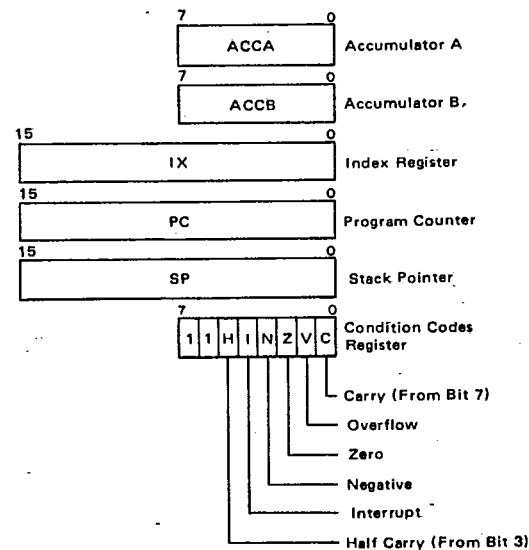 7 0
ACCA Accumulator A
7 0
ACCB Accumulator B
15 0
IX Index Register
15 0
PC Program Counter
15 0
SP Stack Pointer
7 0
1 1 H I N Z V C Condition Codes
Register
Carry (From Bit 7)
Overflow
Zero
Negative
Interrupt
Half Carry (From Bit 3)